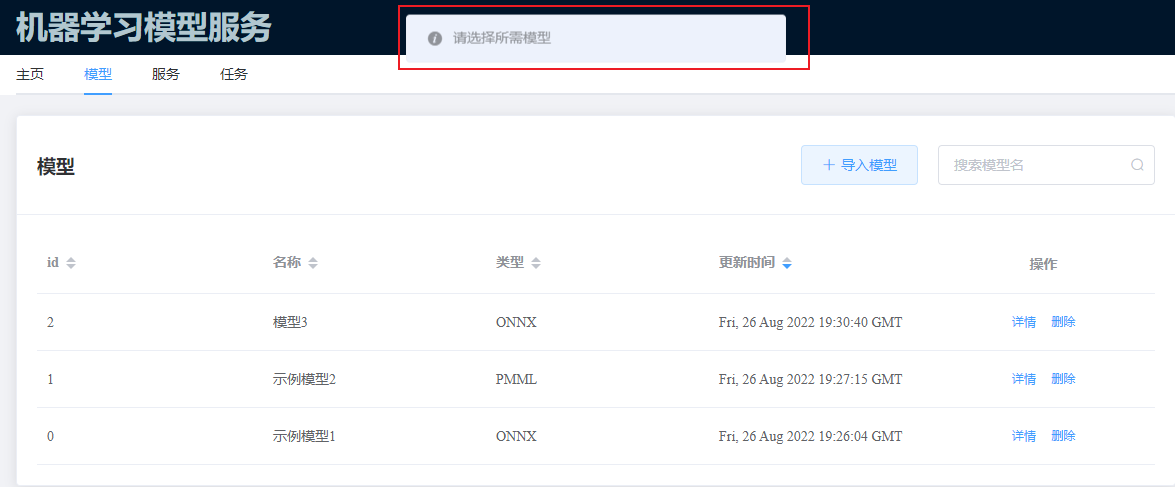 机器学习模型服务
请选择所需模型
主页 模型 服务 任务
模型
导入模型
搜索模型名
id 名称 类型 更新时间 操作
2 模型3 ONNX Fri, 26 Aug 2022 19:30:40 GMT 详情 删除
1 示例模型2 PMML Fri, 26 Aug 2022 19:27:15 GMT 详情 删除
0 示例模型1 ONNX Fri, 26 Aug 2022 19:26:04 GMT 详情 删除